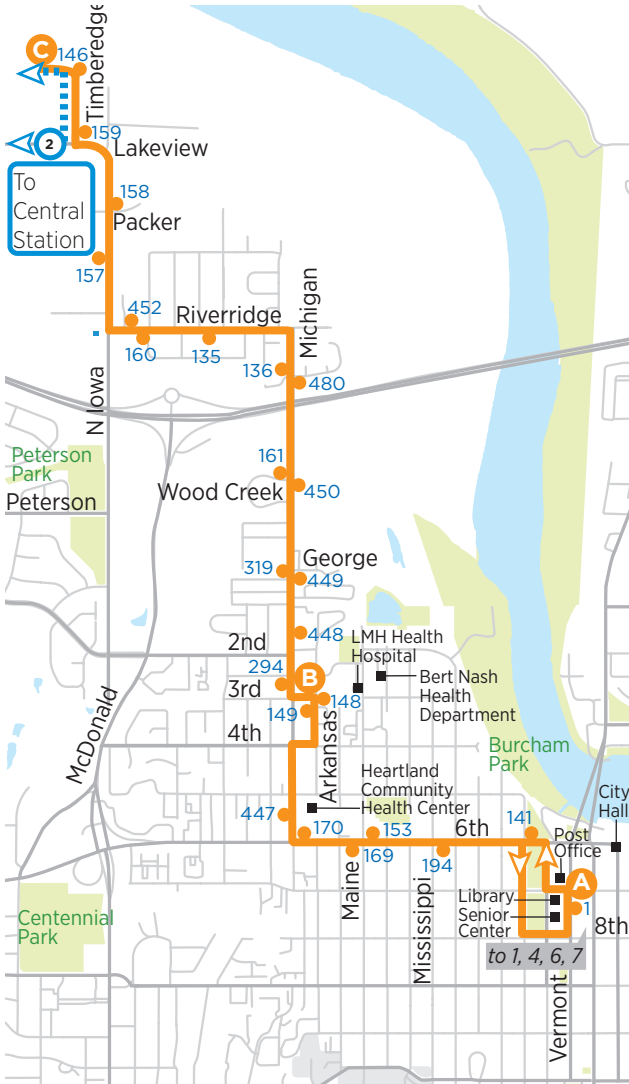 C
146
Timberedge
159
2
Lakeview
To
Central
Station
158
Packer
157
452
Riverridge
160
135
Michigan
136
480
N Iowa
161
Peterson
Park
Wood Creek
450
Peterson
319
George
449
448
2nd
LMH Health
Hospital
294
B
3rd
Bert Nash
Health
Department
148
149
4th
Arkansas
McDonald
Burcham
Park
Heartland
Community
Health Center
City
Hall
447
170
153
6th
141
Post
Office
169
194
Maine
Mississippi
A
Library
1
Senior
Center
8th
Centennial
Park
to 1, 4, 6, 7
Vermont